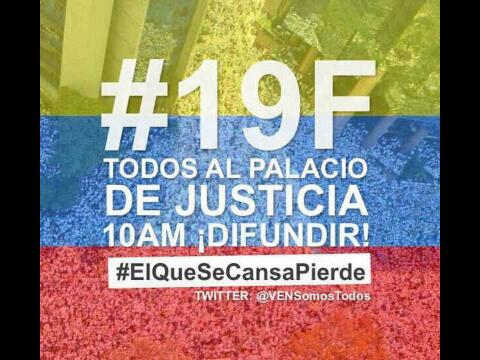 #19F
TODOS AL PALACIO
DE JUSTICIA
10AM ¡DIFUNDIR!
#ElQueSeCansaPierde
TWITTER: @VENSomosTodos